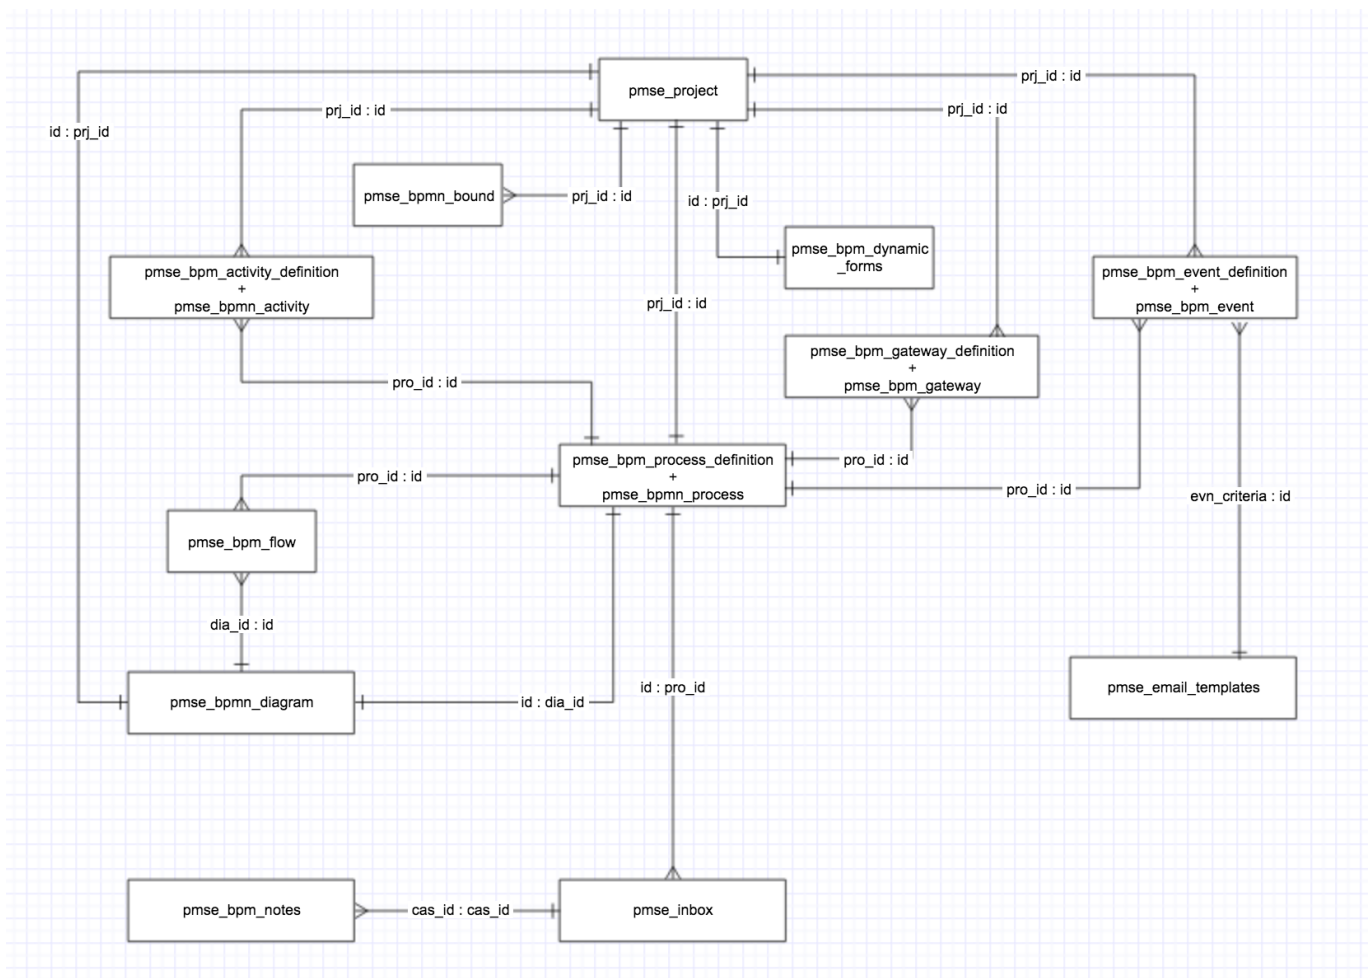 prj_id : id
pmse_project
prj_id : id
prj_id : id
id : prj_id
pmse_bpmn_bound
prj_id : id
id : prj_id
pmse_bpm_dynamic
_forms
pmse_bpm_activity_definition
+
pmse_bpmn_activity
pmse_bpm_event_definition
+
pmse_bpm_event
prj_id : id
pmse_bpm_gateway_definition
+
pmse_bpm_gateway
pro_id : id
pmse_bpm_process_definition
+
pmse_bpmn_process
pro_id : id
pro_id : id
pro_id : id
evn_criteria : id
pmse_bpm_flow
dia_id : id
id : pro_id
pmse_email_templates
pmse_bpmn_diagram
id : dia_id
pmse_bpm_notes
cas_id : cas_id
pmse_inbox